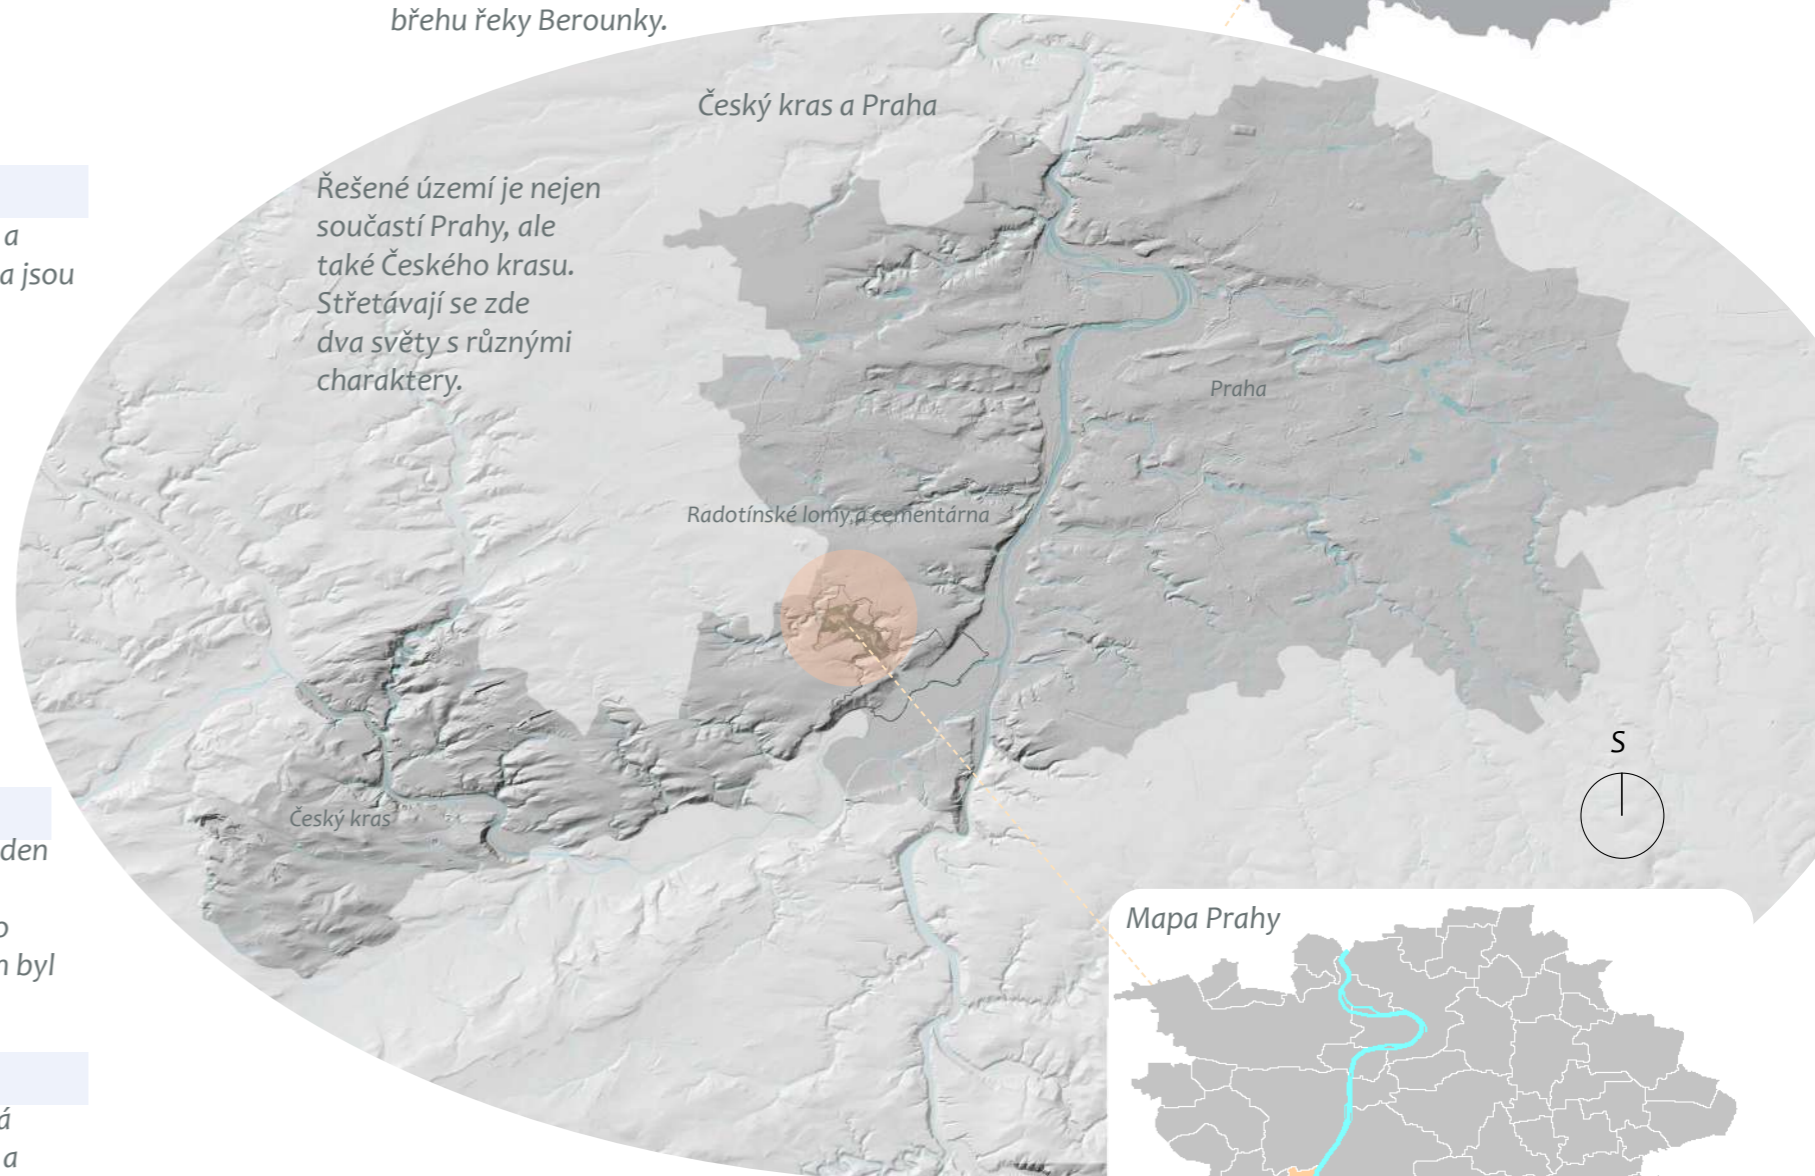 břehu řeky Berounky.
Český kras a Praha
Řešené území je nejen
součastí Prahy, ale
také Českého krasu.
Střetávají se zde
dva světy s různými
charaktery.
a
a jsou
Praha
Radotínské lomy a cementárna
S
Český kras
den
o
byl
á
a
Mapa Prahy